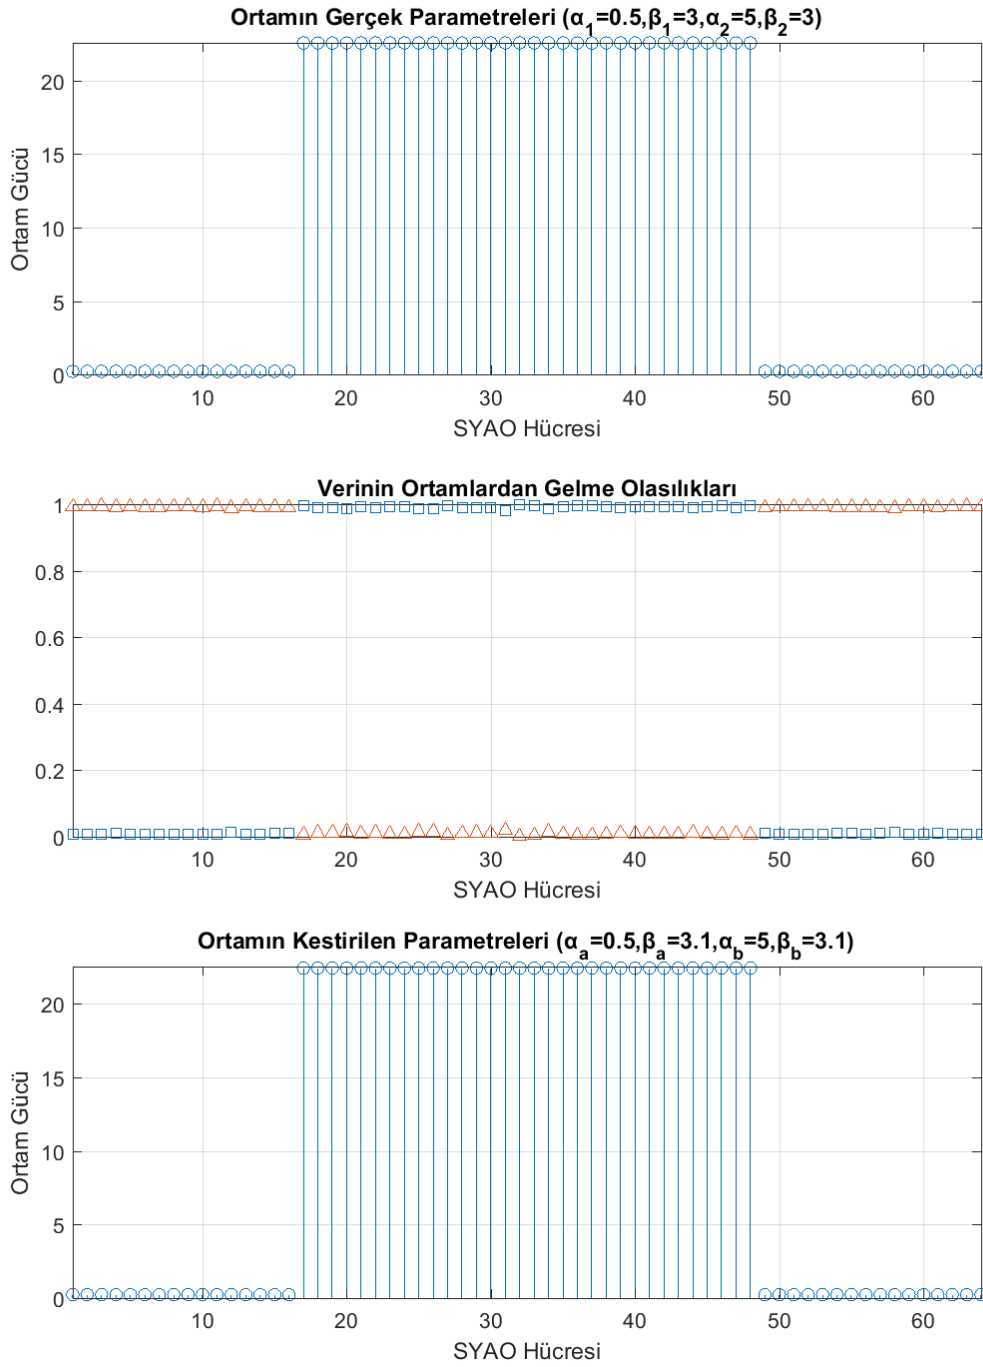 Ortamın Gerçek Parametreleri (α1=0.5,β1=3,α2=5,β2=3)
20
15
10
5
0
Ortam Gücü
10 20 30 40 50 60
SYAO Hücresi
Verinin Ortamlardan Gelme Olasılıkları
1
0.8
0.6
0.4
0.2
0
10 20 30 40 50 60
SYAO Hücresi
Ortamın Kestirilen Parametreleri (αa=0.5,βa=3.1,αb=5,βb=3.1)
20
15
10
5
0
Ortam Gücü
10 20 30 40 50 60
SYAO Hücresi